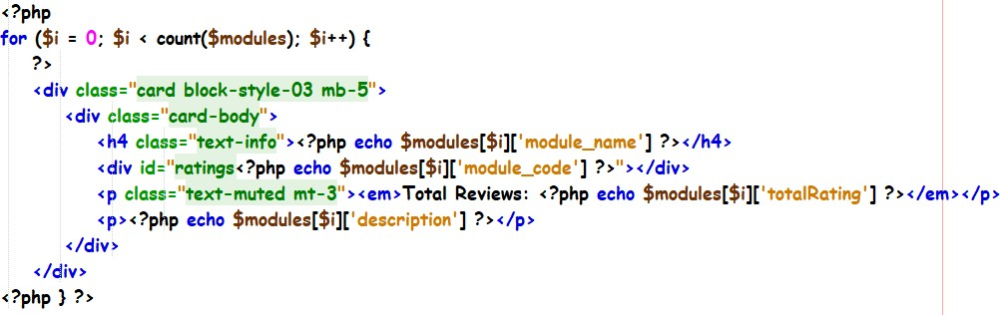 <?php
for ($i = 0; $i < count($modules); $i++) {
?>
<div class="card block-style-03 mb-5">
<div class="card-body">
<h4 class="text-info"><?php echo $modules[$i]['module_name'] ?></h4>
<div id="ratings<?php echo $modules[$i]['module_code'] ?>"></div>
<p class="text-muted mt-3"><em>Total Reviews: <?php echo $modules[$i]['totalRating'] ?></em></p>
<p><?php echo $modules[$i]['description'] ?></p>
</div>
</div>
<?php } ?>